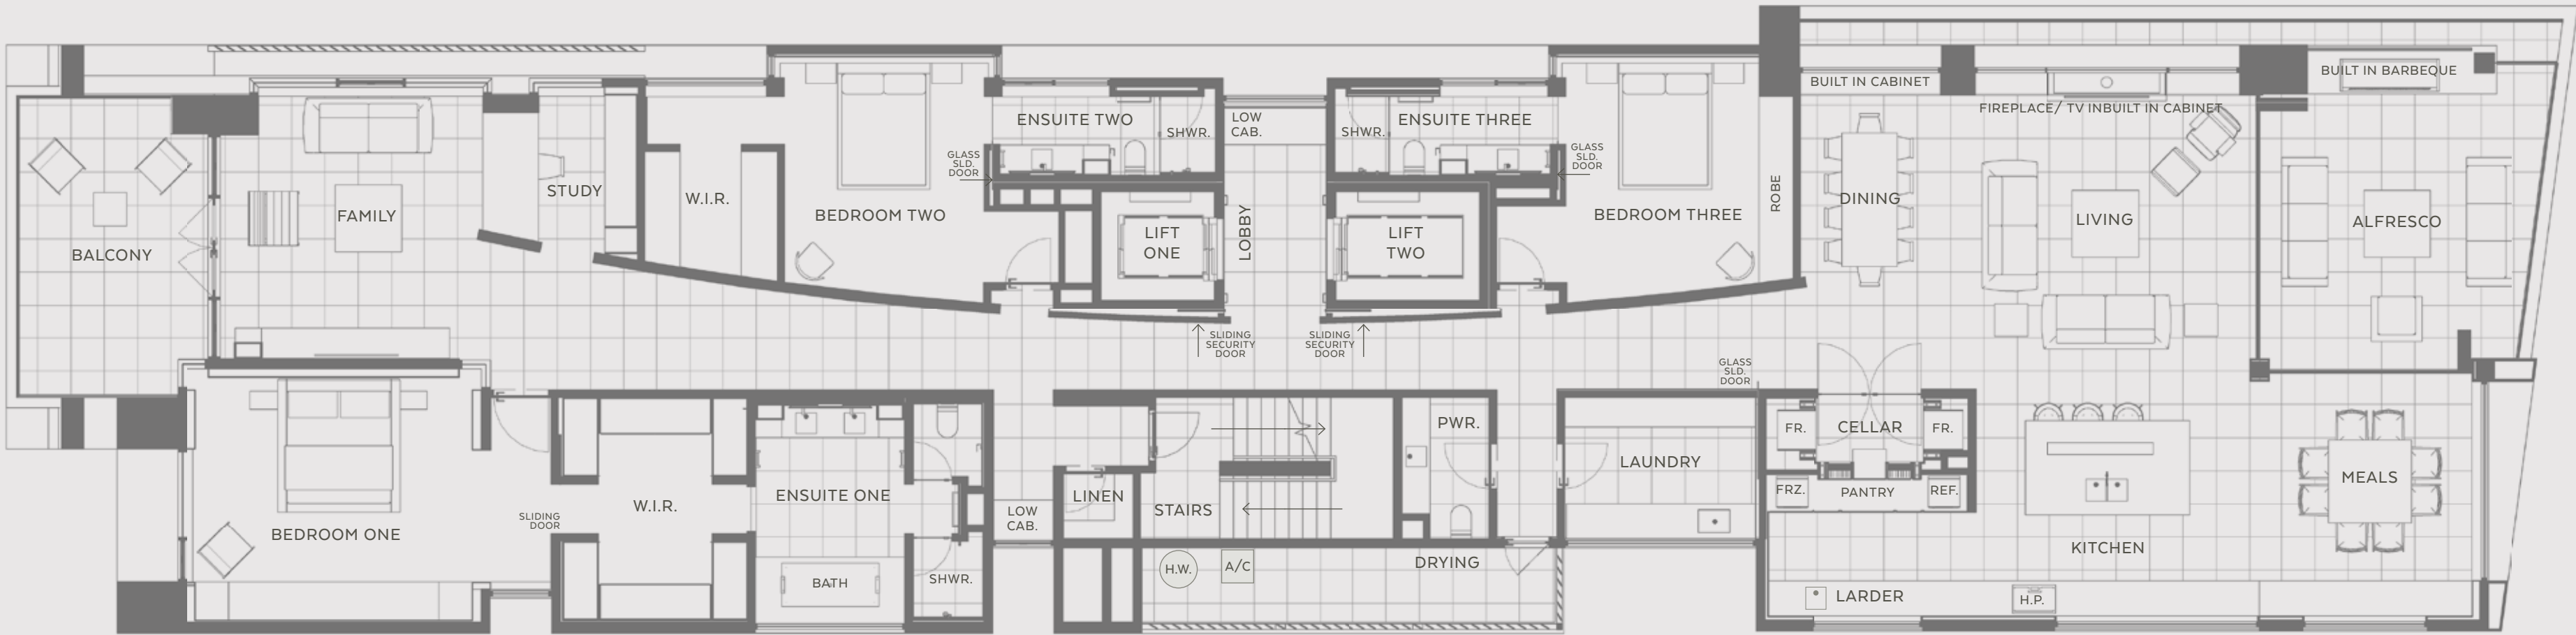 BUILT IN CABINET
BUILT IN BARBEQUE
FIREPLACE/ TV INBUILT IN CABINET
ENSUITE TWO
SHWR.
LOW
CAB.
SHWR.
ENSUITE THREE
GLASS
SLD.
DOOR
GLASS
SLD.
DOOR
STUDY
W.I.R.
FAMILY
BEDROOM TWO
BEDROOM THREE
ROBE
DINING
LIVING
ALFRESCO
BALCONY
LIFT
ONE
LOBBY
LIFT
TWO
SLIDING
SECURITY
DOOR
SLIDING
SECURITY
DOOR
GLASS
SLD.
DOOR
PWR.
FR.
CELLAR
FR.
LAUNDRY
MEALS
BEDROOM ONE
SLIDING
DOOR
W.I.R.
ENSUITE ONE
LOW
CAB.
LINEN
STAIRS
FRZ.
PANTRY
REF.
KITCHEN
BATH
SHWR.
H.W.
A/C
DRYING
LARDER
H.P.